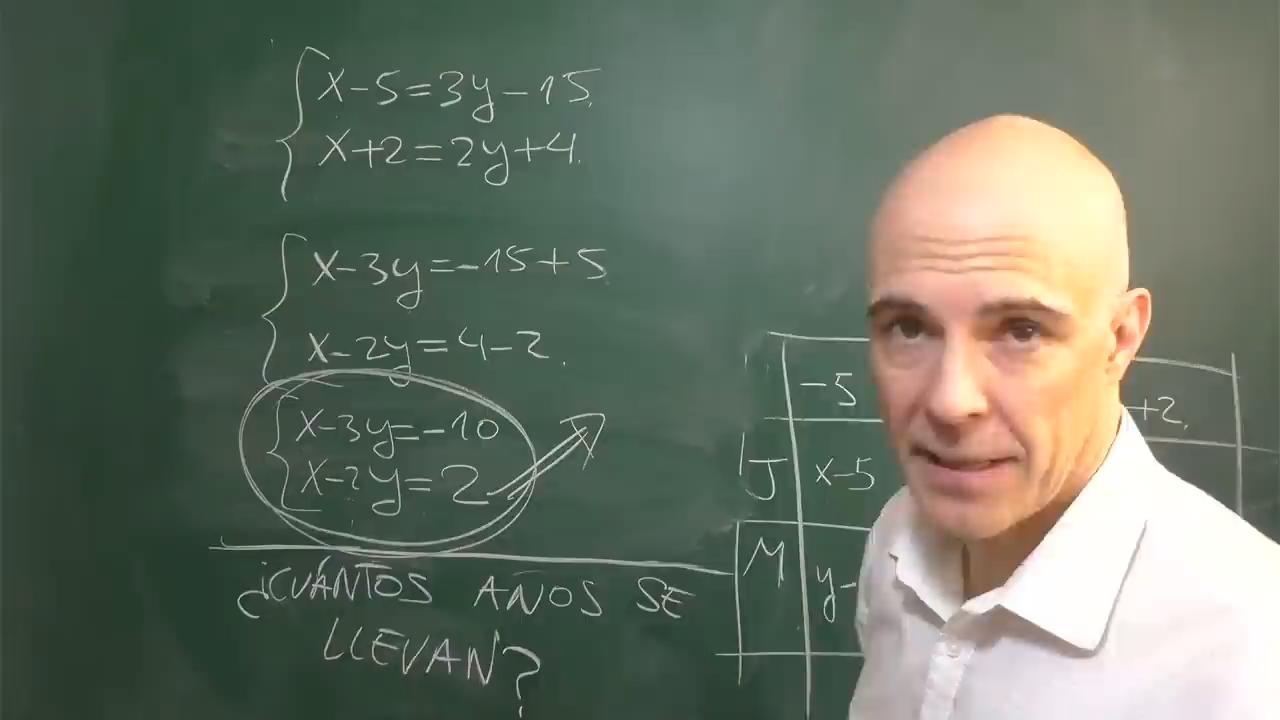 x-5=3y-15
x+2=2y+4
x-3y=-15+5
x-2y=4-2
x-3y=-10
x-2y=2
¿CUÁNTOS AÑOS SE
LLEVAN?
-5
+2
J
x-5
M
y-